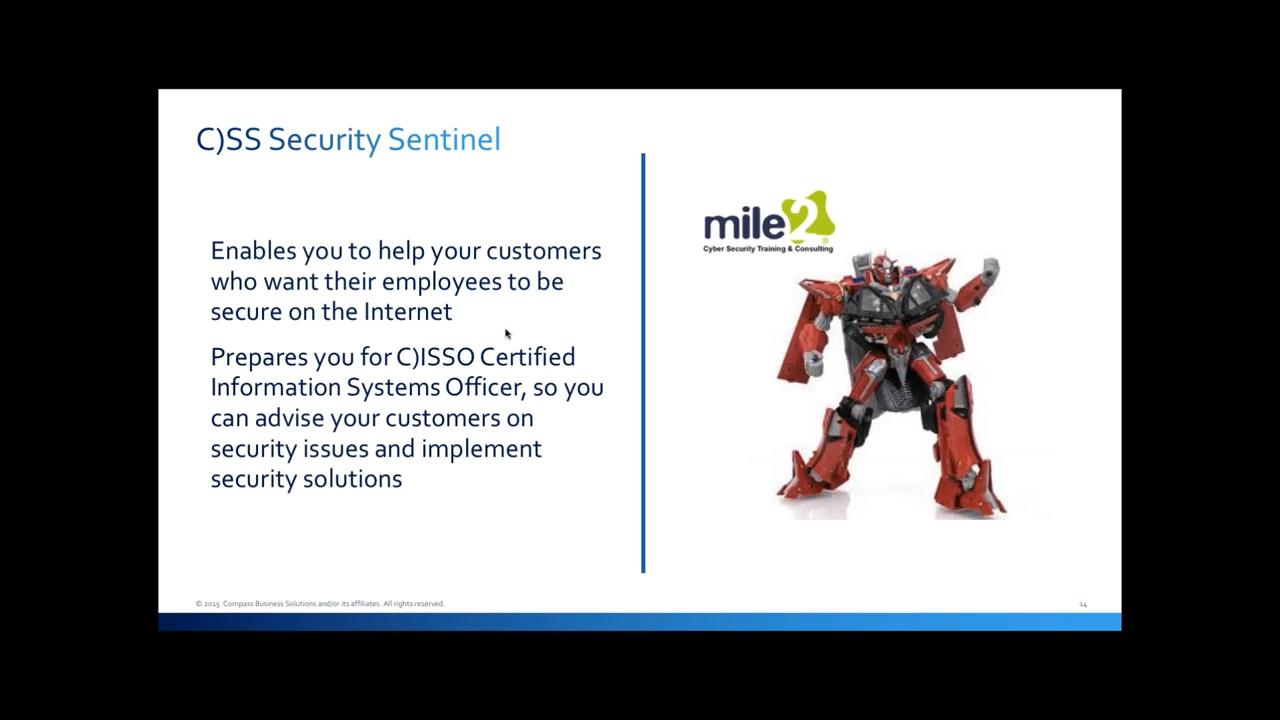 C)SS Security Sentinel
Enables you to help your customers
who want their employees to be
secure on the Internet
Prepares you for C)ISSO Certified
Information Systems Officer, so you
can advise your customers on
security issues and implement
security solutions
mile2
Cyber Security Training & Consulting
© 2015 Compass Business Solutions and/or its affiliates. All rights reserved.
14